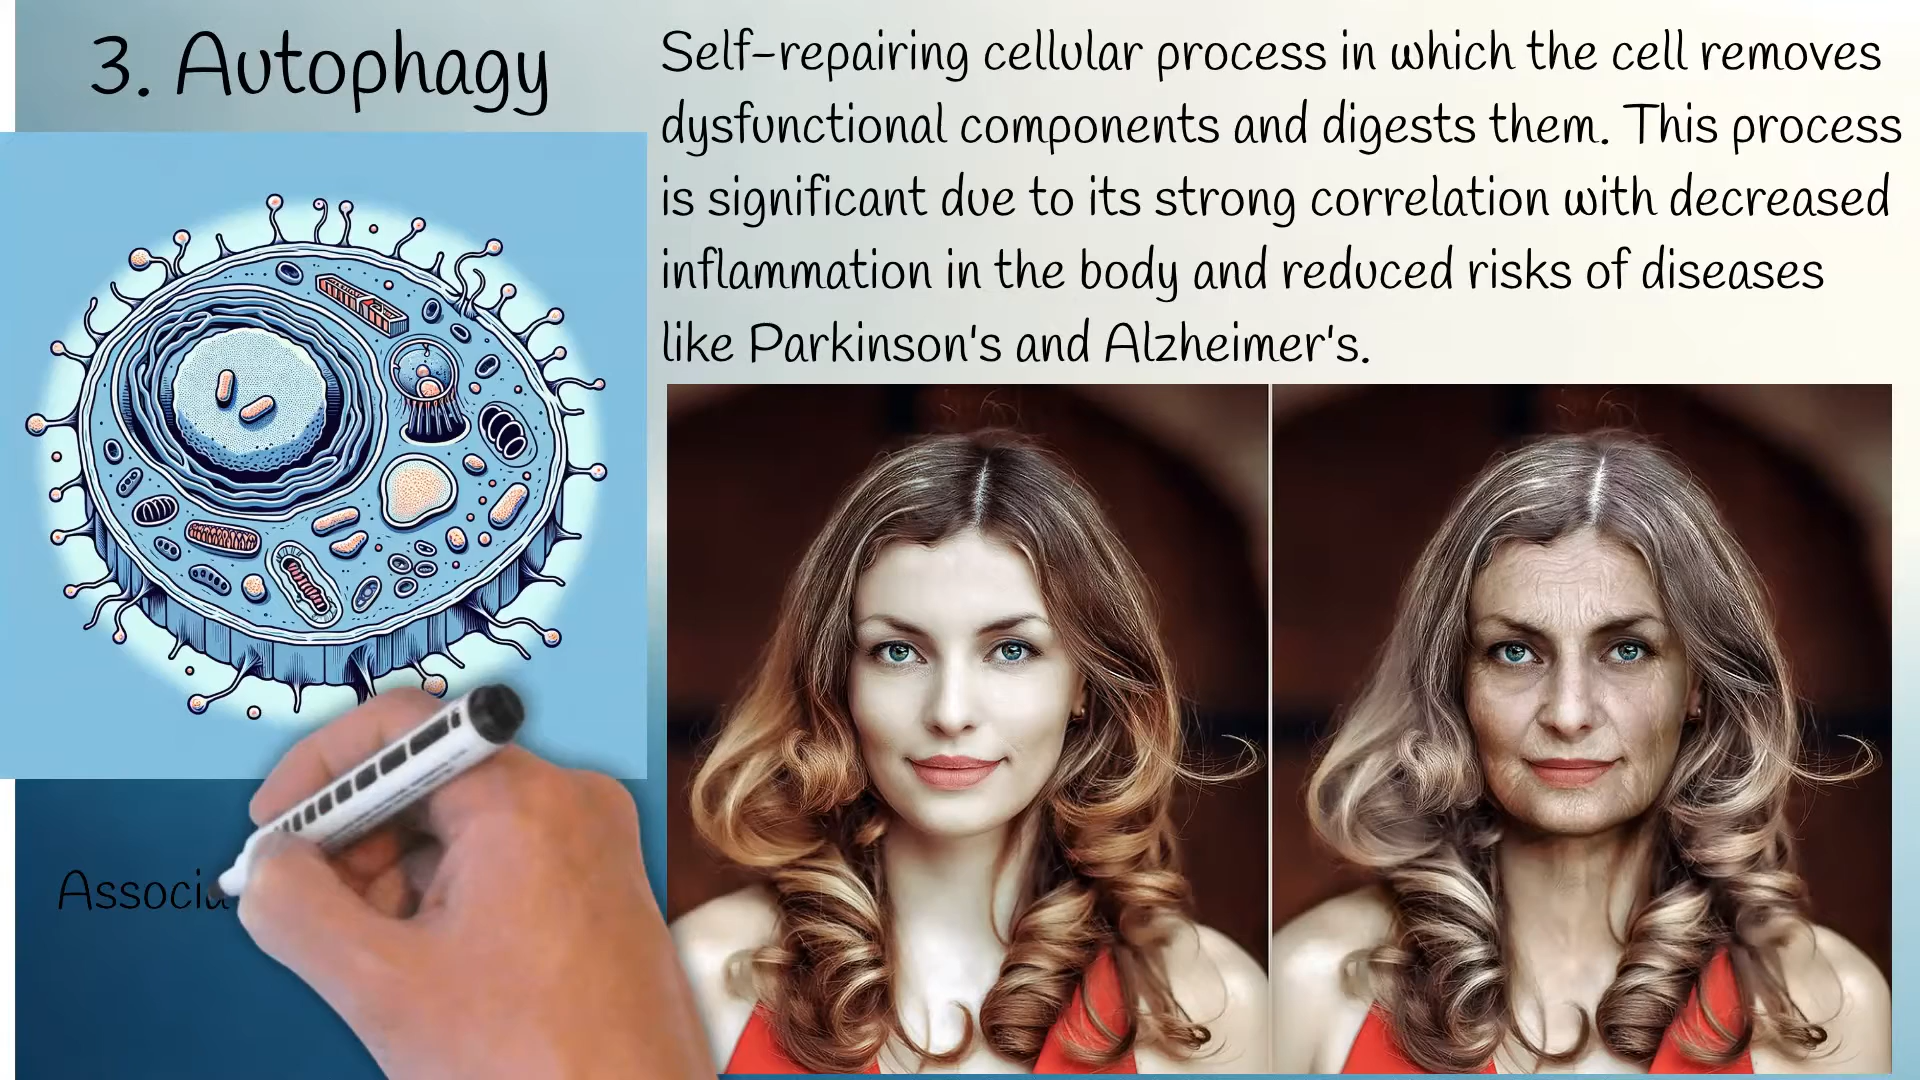 3. Autophagy
Self-repairing cellular process in which the cell removes
dysfunctional components and digests them. This process
is significant due to its strong correlation with decreased
inflammation in the body and reduced risks of diseases
like Parkinson's and Alzheimer's.